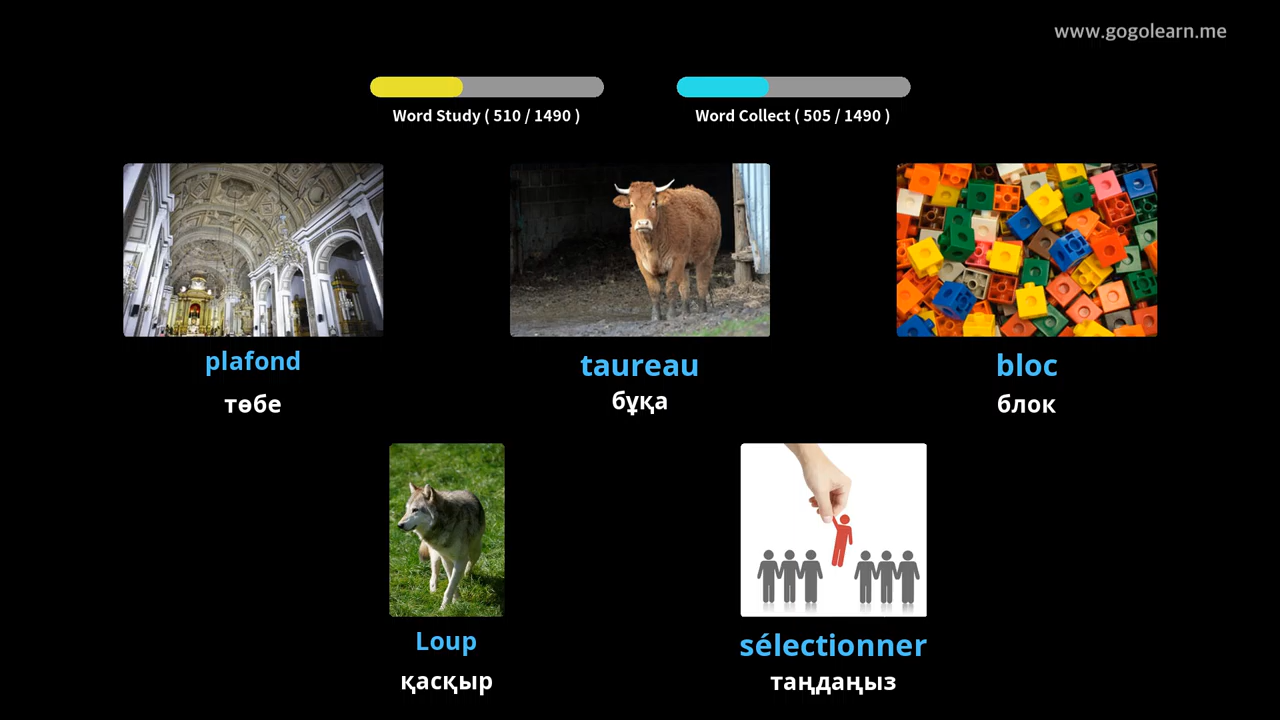 www.gogolearn.me
Word Study ( 510 / 1490 )
Word Collect ( 505 / 1490 )
plafond
төбе
taureau
бұқа
bloc
блок
Loup
қасқыр
sélectionner
таңдаңыз